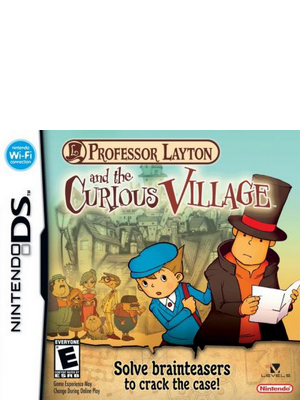 Nintendo
Wi-Fi
connection
NINTENDO DS™
PROFESSOR LAYTON
and the
CURIOUS VILLAGE
EVERYONE
E
ESRB
Game Experience May
Change During Online Play
Solve brainteasers
to crack the case!
LEVEL5
Nintendo